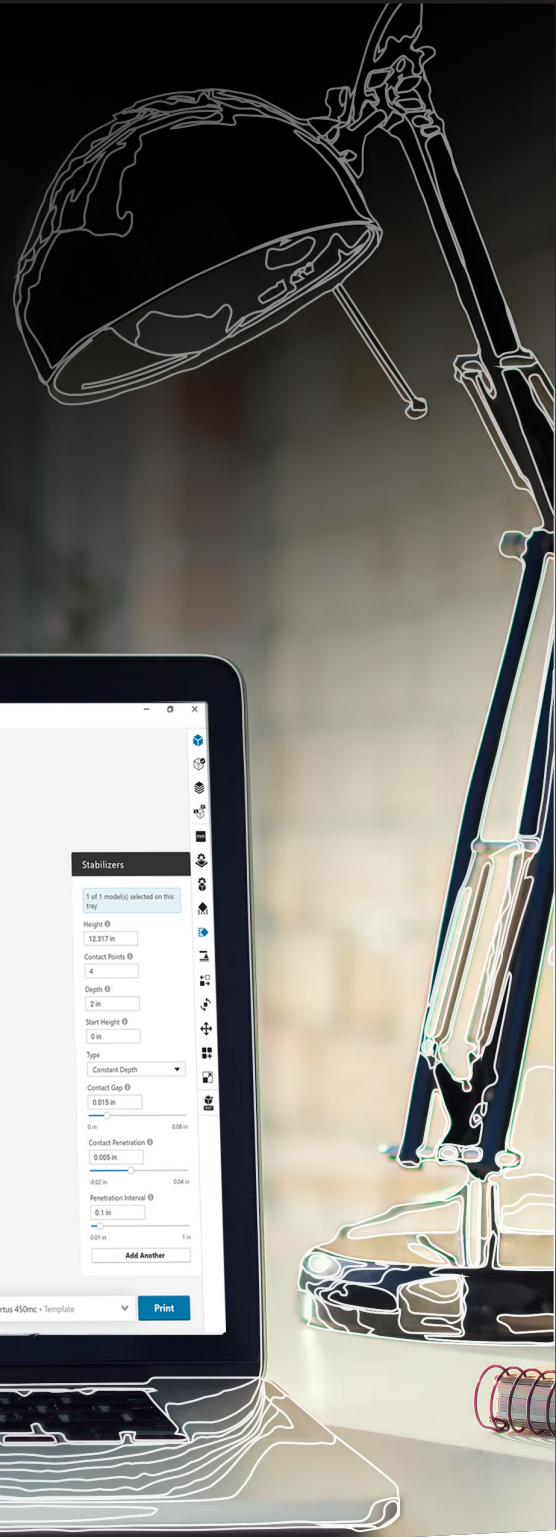 Stabilizers
1 of 1 model(s) selected on this
tray
Height
12.317 in
Contact Points
4
Depth
2 in
Start Height
0 in
Type
Constant Depth
Contact Gap
0.015 in
0 in 0.06 in
Contact Penetration
0.005 in
-0.02 in 0.04 in
Penetration Interval
0.1 in
0.01 in 1 in
Add Another
rtus 450mc • Template
Print